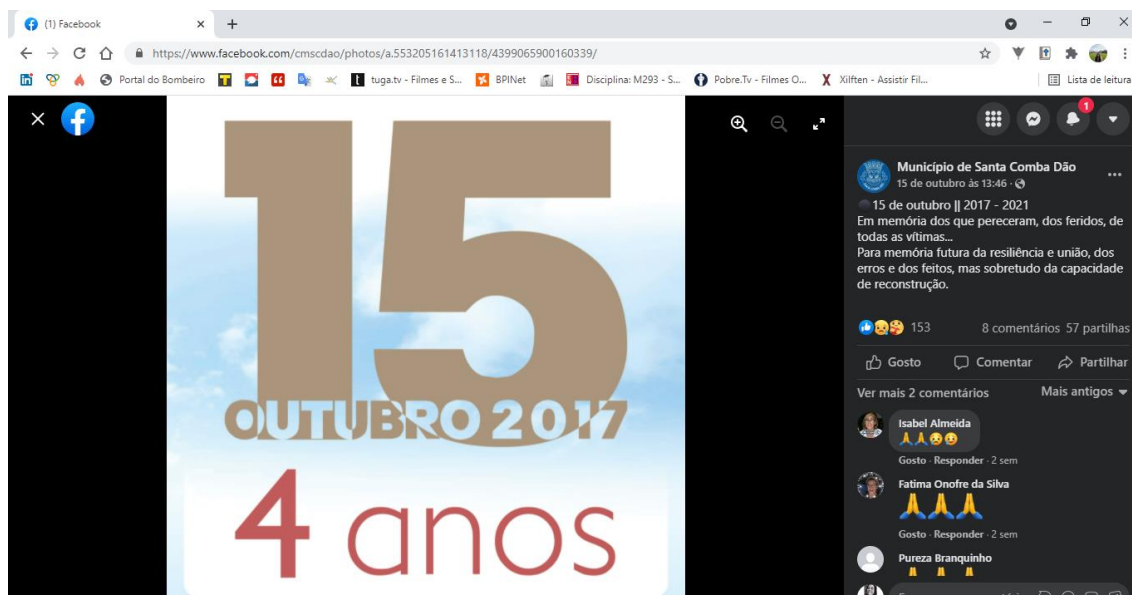 (1) Facebook
https://www.facebook.com/cmscdao/photos/a.553205161413118/4399065900160339/
Portal do Bombeiro
tuga.tv - Filmes e S...
BPINet
Disciplina: M293 - S...
Pobre.Tv - Filmes O...
Xilften - Assistir Fil...
Lista de leitura
15
OUTUBRO 2017
4 anos
1
Município de Santa Comba Dão
15 de outubro às 13:46 ·
15 de outubro || 2017 - 2021
Em memória dos que pereceram, dos feridos, de
todas as vítimas...
Para memória futura da resiliência e união, dos
erros e dos feitos, mas sobretudo da capacidade
de reconstrução.
153 8 comentários 57 partilhas
Gosto Comentar Partilhar
Ver mais 2 comentários Mais antigos
Isabel Almeida
🙏🙏😥😥
Gosto · Responder · 2 sem
Fatima Onofre da Silva
🙏🙏🙏
Gosto · Responder · 2 sem
Pureza Branquinho
🙏 🙏 🙏